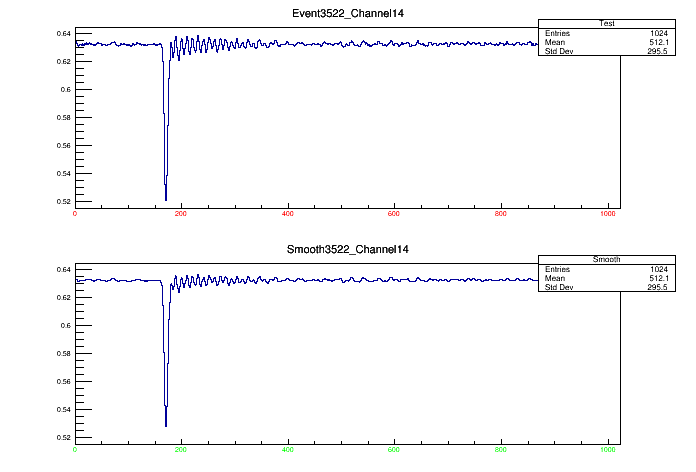 Event3522_Channel14
Test
Entries 1024
Mean 512.1
Std Dev 295.5
0.64
0.62
0.6
0.58
0.56
0.54
0.52
0 200 400 600 800 1000
Smooth3522_Channel14
Smooth
Entries 1024
Mean 512.1
Std Dev 295.5
0.64
0.62
0.6
0.58
0.56
0.54
0.52
0 200 400 600 800 1000